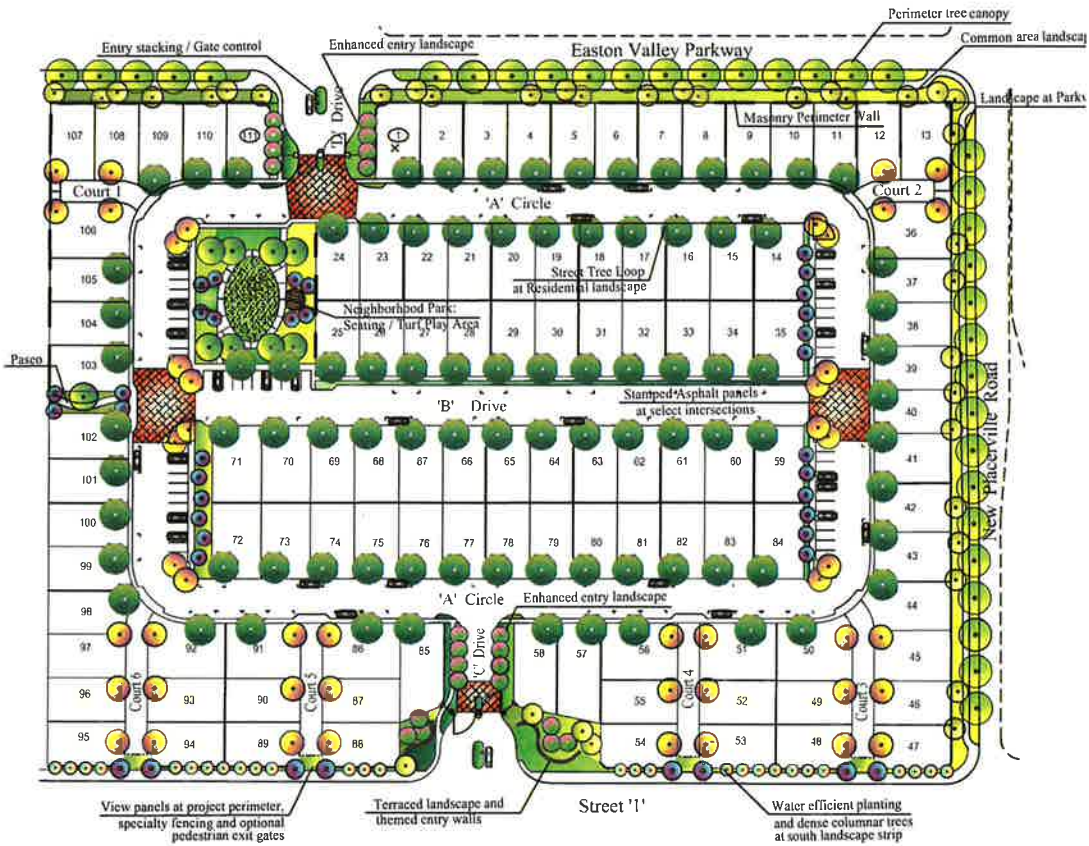 Perimeter tree canopy
Entry stacking / Gate control
Enhanced entry landscape
Easton Valley Parkway
Common area landscap
Landscape at Parkw
Masonry Perimeter Wall
107 108 109 110 111
'D' Drive
1 2 3 4 5 6 7 8 9 10 11 12 13
Court 1
'A' Circle
Court 2
106
36
24 23 22 21 20 19 18 17 16 15 14
105
37
Street Tree Loop
at Residential landscape
104
38
Neighborhood Park:
Seating / Turf Play Area
25 26 27 28 29 30 31 32 33 34 35
103
39
Paseo
'B' Drive
Stamped Asphalt panels
at select intersections
40
New Placerville Road
102
41
71 70 69 68 67 66 65 64 63 62 61 60 59
101
42
100
43
72 73 74 75 76 77 78 79 80 81 82 83 84
99
98
44
'A' Circle
Enhanced entry landscape
97 92 91 86 85
'C' Drive
58 57 56 51 50 45
96
Court 6
93 90
Court 5
87
55
Court 4
52 49
Court 3
46
95 94 89 88
54 53 48 47
View panels at project perimeter,
specialty fencing and optional
pedestrian exit gates
Terraced landscape and
themed entry walls
Street '1'
Water efficient planting
and dense columnar trees
at south landscape strip